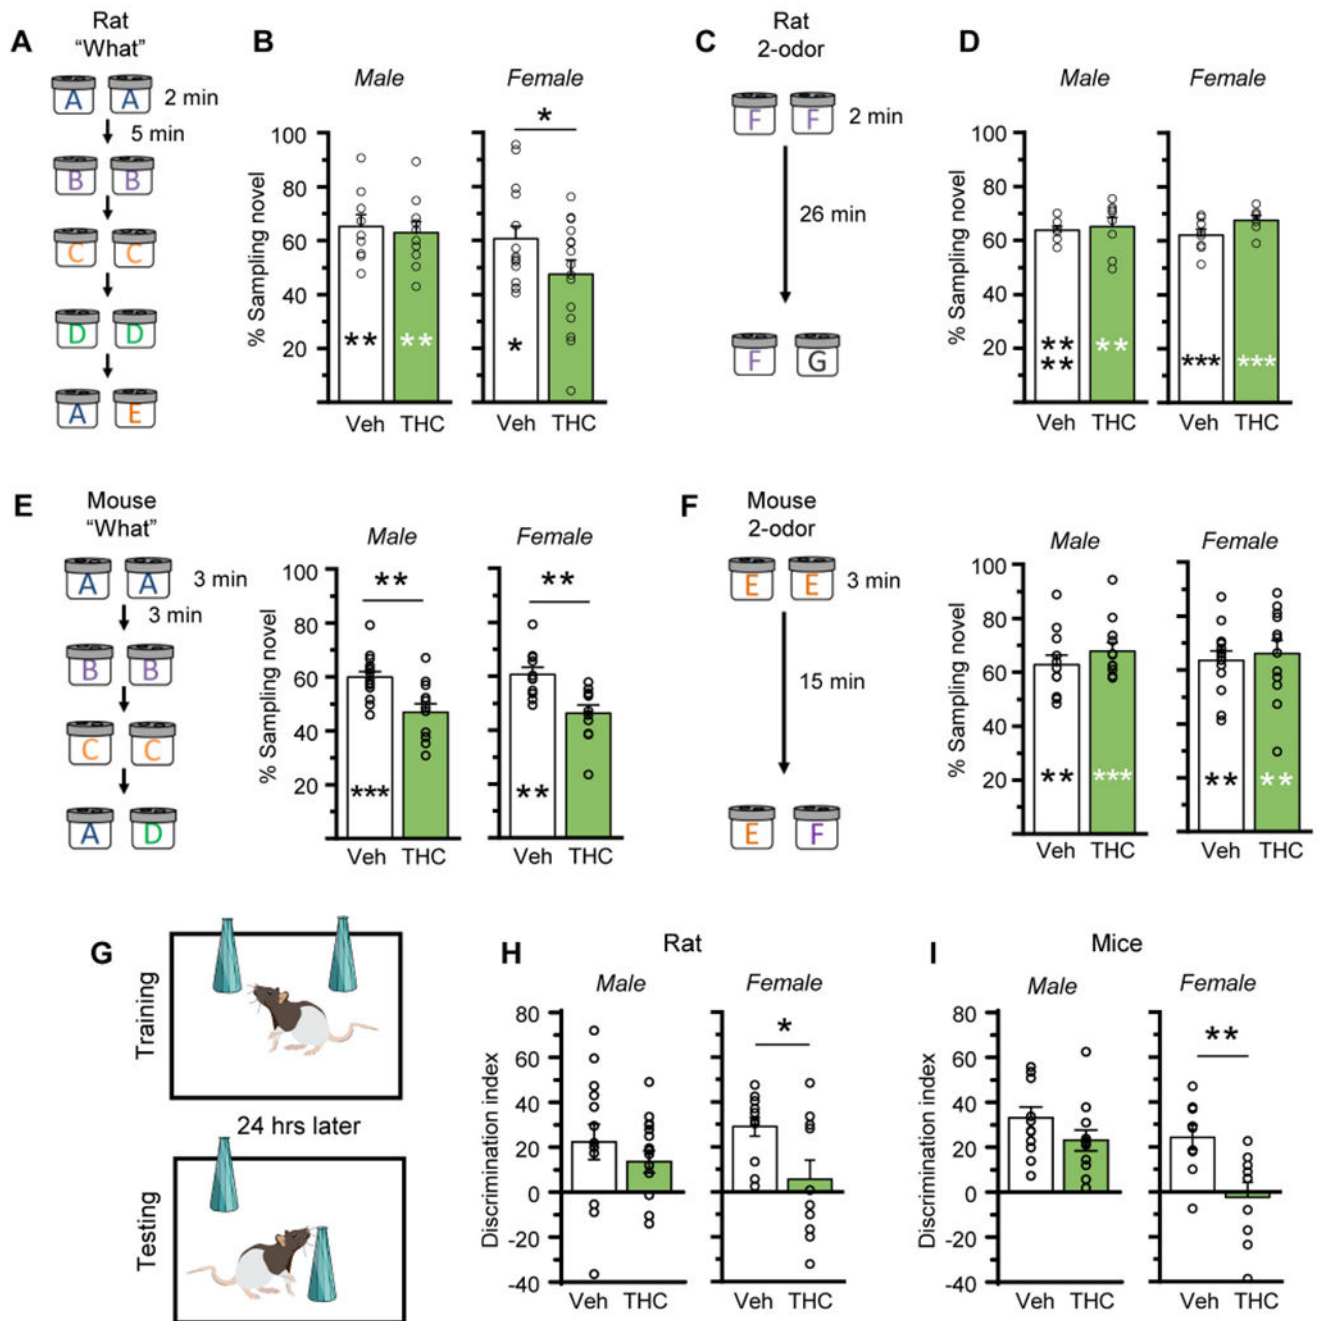 A
Rat
“What”
A A 2 min
5 min
B B
C C
D D
A E
B
Male Female
% Sampling novel
100
80
60
40
20
*
** ** *
Veh THC Veh THC
C
Rat
2-odor
F F 2 min
26 min
F G
D
Male Female
% Sampling novel
100
80
60
40
20
** ** *** ***
**
Veh THC Veh THC
E
Mouse
“What”
A A 3 min
3 min
B B
C C
A D
Male Female
% Sampling novel
100
80
60
40
20
** **
*** **
Veh THC Veh THC
F
Mouse
2-odor
E E 3 min
15 min
E F
Male Female
% Sampling novel
100
80
60
40
20
** *** ** **
Veh THC Veh THC
G
Training
24 hrs later
Testing
H
Rat
Male Female
Discrimination index
80
60
40
20
0
-20
-40
*
Veh THC Veh THC
I
Mice
Male Female
Discrimination index
80
60
40
20
0
-20
-40
**
Veh THC Veh THC